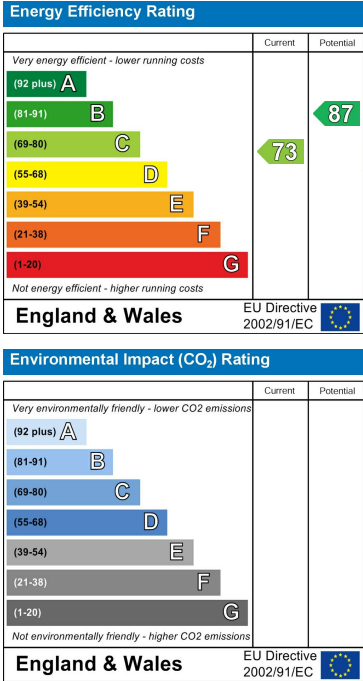 Energy Efficiency Rating
Current Potential
Very energy efficient - lower running costs
(92 plus) A
(81-91) B 87
(69-80) C 73
(55-68) D
(39-54) E
(21-38) F
(1-20) G
Not energy efficient - higher running costs
England & Wales
EU Directive
2002/91/EC
Environmental Impact (CO₂) Rating
Current Potential
Very environmentally friendly - lower CO2 emissions
(92 plus) A
(81-91) B
(69-80) C
(55-68) D
(39-54) E
(21-38) F
(1-20) G
Not environmentally friendly - higher CO2 emissions
England & Wales
EU Directive
2002/91/EC